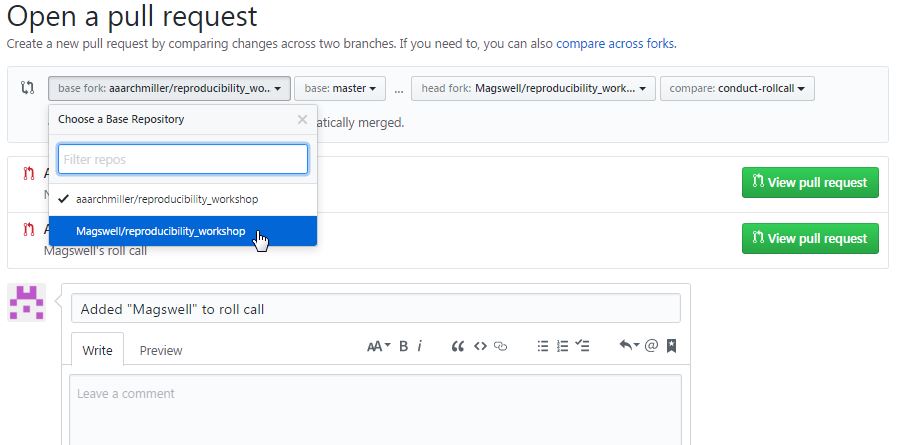 Open a pull request
Create a new pull request by comparing changes across two branches. If you need to, you can also compare across forks.
base fork: aaarchmiller/reproducibility_wo... base: master ... head fork: Magswell/reproducibility_work... compare: conduct-rollcall
Choose a Base Repository
atically merged.
Filter repos
View pull request
aaarchmiller/reproducibility_workshop
Magswell/reproducibility_workshop
View pull request
Magswell's roll call
Added "Magswell" to roll call
Write Preview
AA B i
Leave a comment